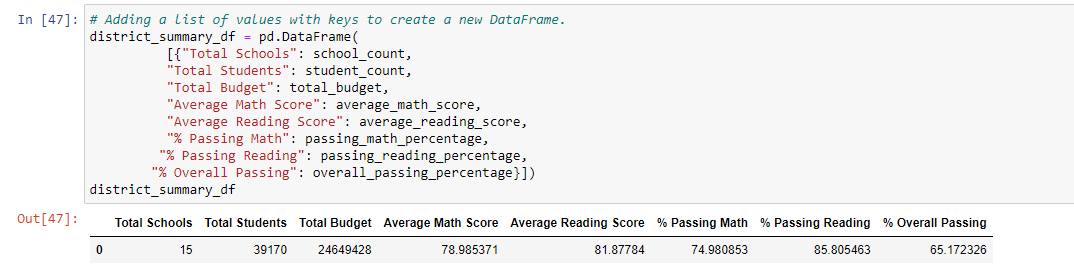 In [47]: # Adding a list of values with keys to create a new DataFrame.
district_summary_df = pd.DataFrame(
[{"Total Schools": school_count,
"Total Students": student_count,
"Total Budget": total_budget,
"Average Math Score": average_math_score,
"Average Reading Score": average_reading_score,
"% Passing Math": passing_math_percentage,
"% Passing Reading": passing_reading_percentage,
"% Overall Passing": overall_passing_percentage}])
district_summary_df
Out[47]:
Total Schools Total Students Total Budget Average Math Score Average Reading Score % Passing Math % Passing Reading % Overall Passing
0 15 39170 24649428 78.985371 81.87784 74.980853 85.805463 65.172326